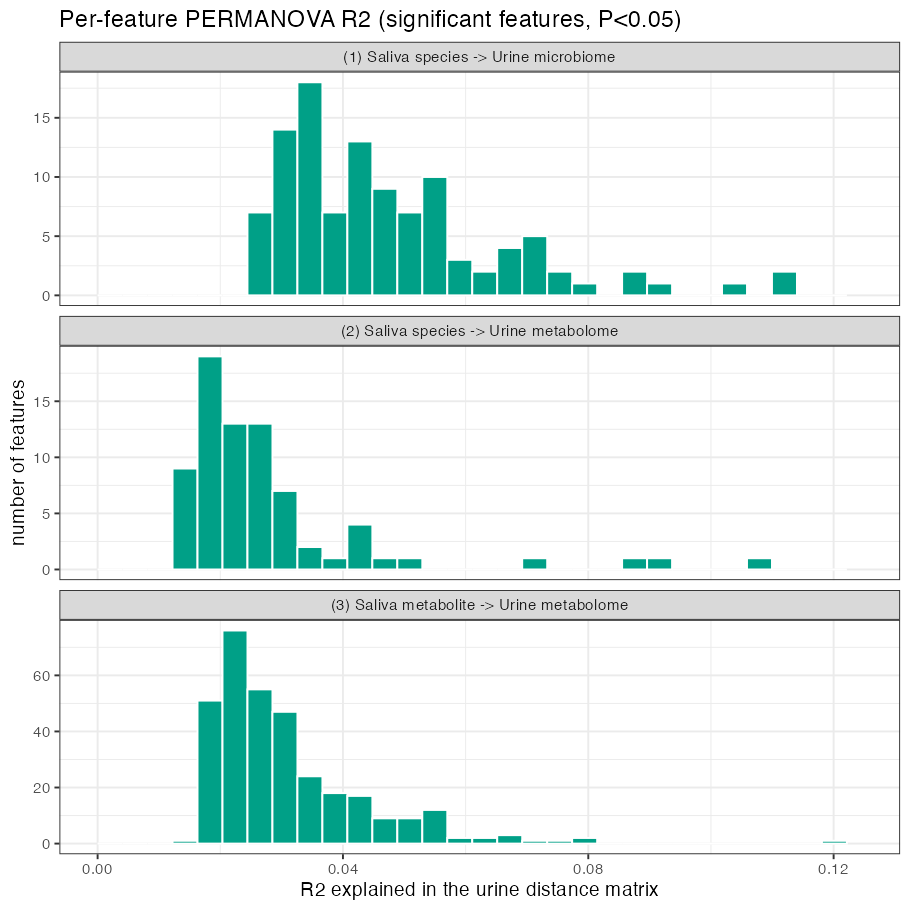 Per-feature PERMANOVA R2 (significant features, P<0.05)
(1) Saliva species -> Urine microbiome
15
10
5
0
(2) Saliva species -> Urine metabolome
15
10
5
0
number of features
(3) Saliva metabolite -> Urine metabolome
60
40
20
0
0.00 0.04 0.08 0.12
R2 explained in the urine distance matrix